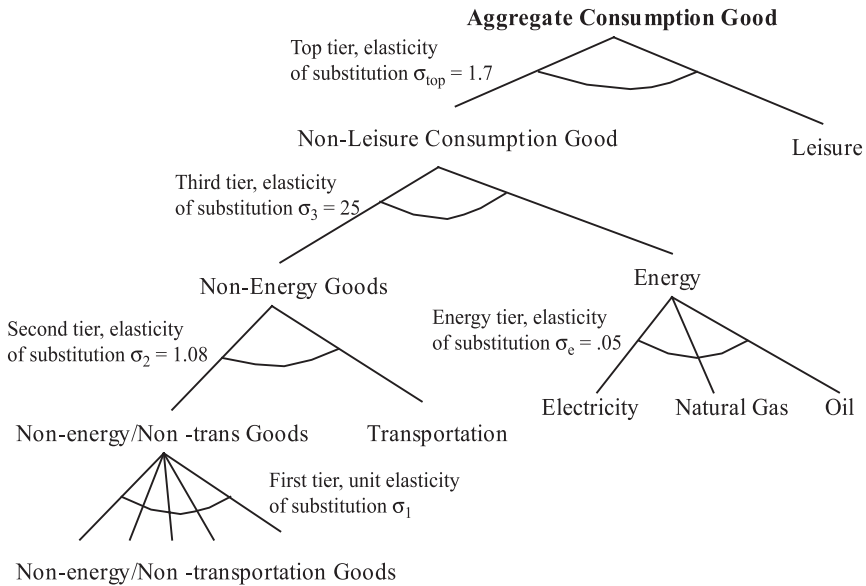 Aggregate Consumption Good
Top tier, elasticity
of substitution σtop = 1.7
Non-Leisure Consumption Good
Leisure
Third tier, elasticity
of substitution σ3 = 25
Non-Energy Goods
Energy
Second tier, elasticity
of substitution σ2 = 1.08
Energy tier, elasticity
of substitution σe = .05
Electricity
Natural Gas
Oil
Non-energy/Non -trans Goods
Transportation
First tier, unit elasticity
of substitution σ1
Non-energy/Non -transportation Goods